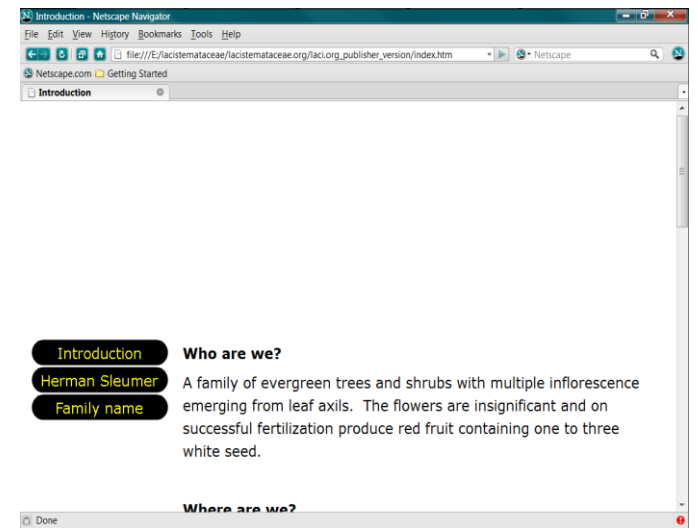 Introduction - Netscape Navigator
File Edit View History Bookmarks Tools Help
file:///E:/lacistemataceae/lacistemataceae.org/laci.org_publisher_version/index.htm Netscape
Netscape.com Getting Started
Introduction
Introduction
Herman Sleumer
Family name
Who are we?
A family of evergreen trees and shrubs with multiple inflorescence
emerging from leaf axils. The flowers are insignificant and on
successful fertilization produce red fruit containing one to three
white seed.
Where are we?
Done